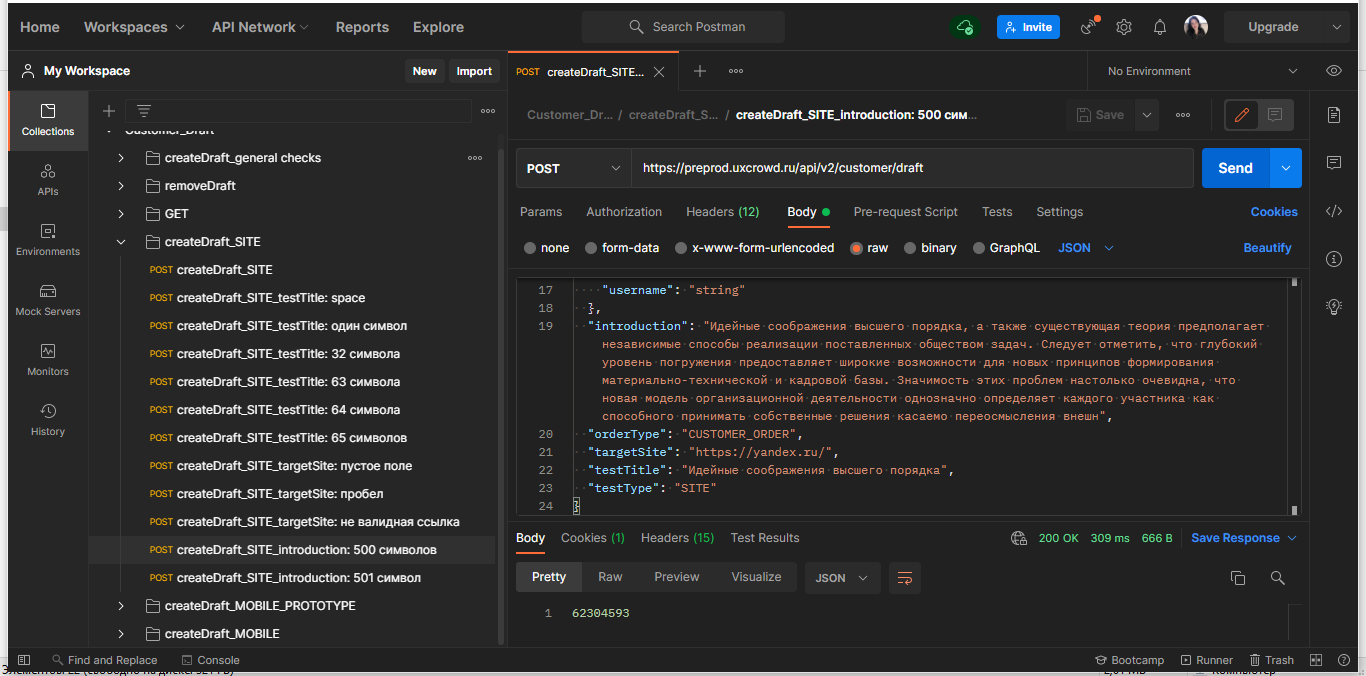 Home
Workspaces
API Network
Reports
Explore
Search Postman
Invite
Upgrade
My Workspace
New
Import
POST createDraft_SITE...
No Environment
Collections
APIs
Environments
Mock Servers
Monitors
History
Customer_Draft
createDraft_general checks
removeDraft
GET
createDraft_SITE
POST createDraft_SITE
POST createDraft_SITE_testTitle: space
POST createDraft_SITE_testTitle: один символ
POST createDraft_SITE_testTitle: 32 символа
POST createDraft_SITE_testTitle: 63 символа
POST createDraft_SITE_testTitle: 64 символа
POST createDraft_SITE_testTitle: 65 символов
POST createDraft_SITE_targetSite: пустое поле
POST createDraft_SITE_targetSite: пробел
POST createDraft_SITE_targetSite: не валидная ссылка
POST createDraft_SITE_introduction: 500 символов
POST createDraft_SITE_introduction: 501 символ
createDraft_MOBILE_PROTOTYPE
createDraft_MOBILE
Customer_Dr... / createDraft_S... / createDraft_SITE_introduction: 500 сим...
Save
POST
https://preprod.uxcrowd.ru/api/v2/customer/draft
Send
Params
Authorization
Headers (12)
Body
Pre-request Script
Tests
Settings
Cookies
none
form-data
x-www-form-urlencoded
raw
binary
GraphQL
JSON
Beautify
17 "username": "string"
18 },
19 "introduction": "Идейные соображения высшего порядка, а также существующая теория предполагает
независимые способы реализации поставленных обществом задач. Следует отметить, что глубокий
уровень погружения предоставляет широкие возможности для новых принципов формирования
материально-технической и кадровой базы. Значимость этих проблем настолько очевидна, что
новая модель организационной деятельности однозначно определяет каждого участника как
способного принимать собственные решения касаемо переосмысления внешн",
20 "orderType": "CUSTOMER_ORDER",
21 "targetSite": "https://yandex.ru/",
22 "testTitle": "Идейные соображения высшего порядка",
23 "testType": "SITE"
24 }
Body
Cookies (1)
Headers (15)
Test Results
200 OK
309 ms
666 B
Save Response
Pretty
Raw
Preview
Visualize
JSON
1 62304593
Find and Replace
Console
Bootcamp
Runner
Trash